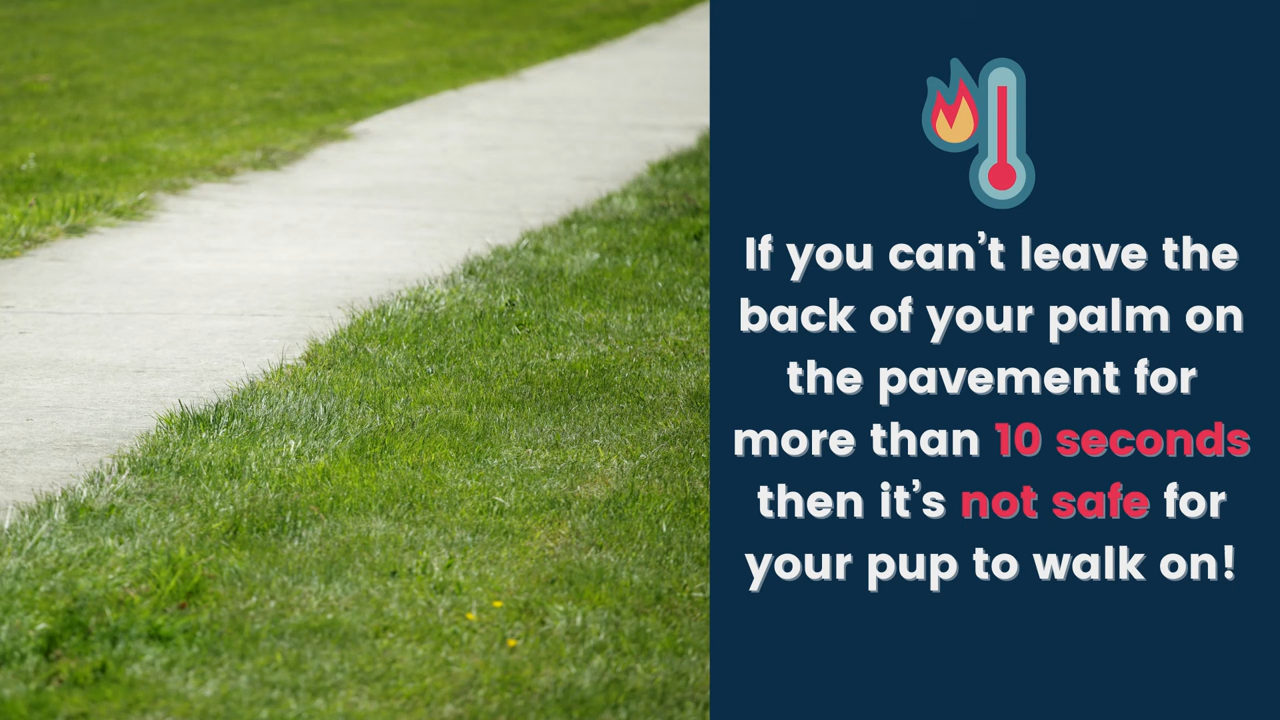 If you can’t leave the
back of your palm on
the pavement for
more than 10 seconds
then it’s not safe for
your pup to walk on!